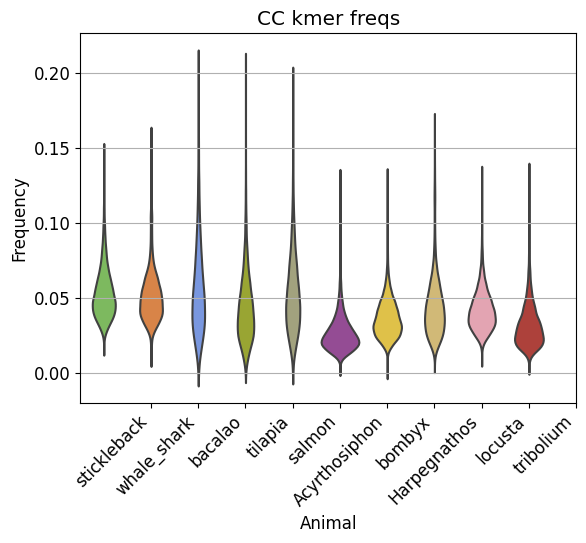 CC kmer freqs
Frequency
0.20
0.15
0.10
0.05
0.00
stickleback
whale_shark
bacalao
tilapia
salmon
Acyrthosiphon
bombyx
Harpegnathos
locusta
tribolium
Animal